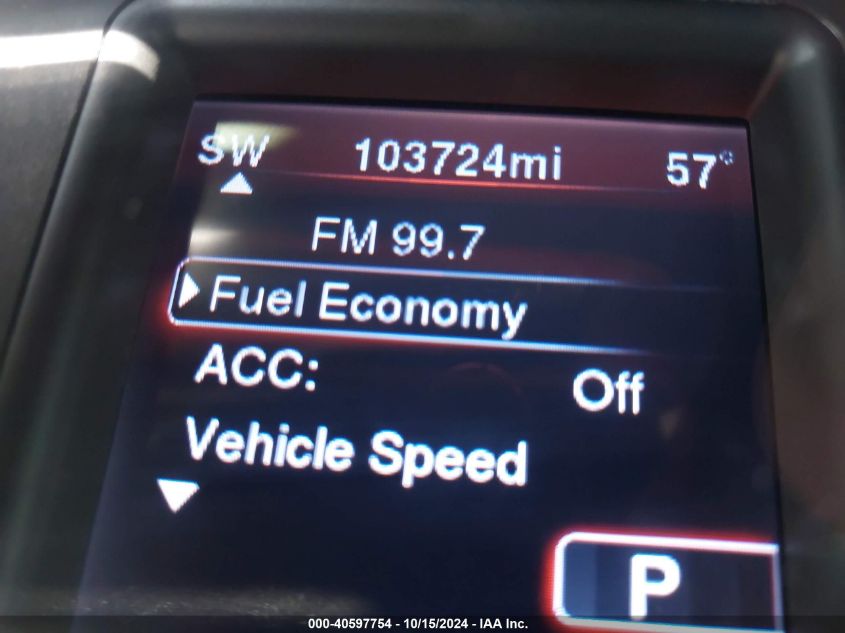 SW 103724mi 57°
FM 99.7
Fuel Economy
ACC: Off
Vehicle Speed
P
000-40597754 - 10/15/2024 - IAA Inc.